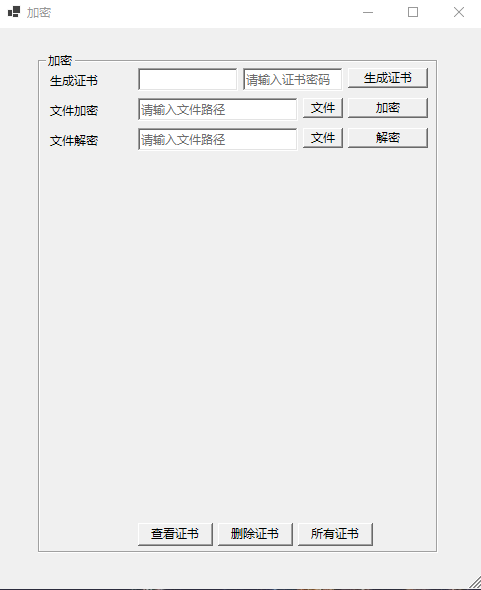 加密
加密
生成证书 请输入证书密码 生成证书
文件加密 请输入文件路径 文件 加密
文件解密 请输入文件路径 文件 解密
查看证书 删除证书 所有证书